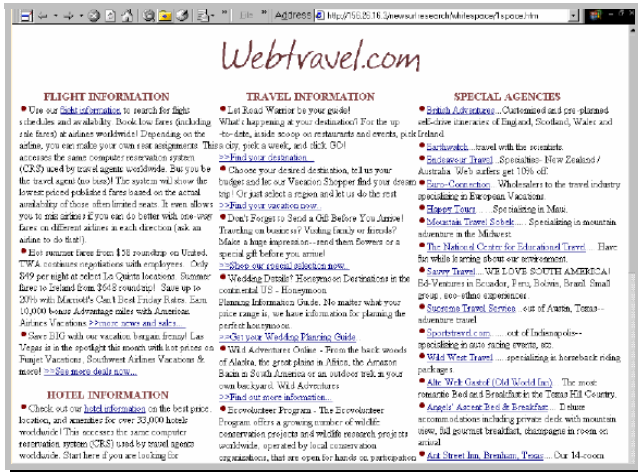 Address http://156.26.16.3/newsurlresearch/whitespace/1space.htm
Webtravel.com
FLIGHT INFORMATION
Use our flight information to search for flight
schedules and availability. Book low fares (including
sale fares) at airlines worldwide! Depending on the
airline, you can make your own seat assignments. This
accesses the same computer reservation system
(CRS) used by travel agents worldwide. But you be
the travel agent (no boss)! The system will show the
lowest priced published fares based on the actual
availability of those often limited seats. It even allows
you to mix airlines if you can do better with one-way
fares on different airlines in each direction (ask an
airline to do that!).
Hot summer fares from $58 roundtrip on United.
TWA continues negotiations with employees. Only
$49 per night at select La Quinta locations. Summer
fares to Ireland from $648 roundtrip! Save up to
20% with Marriott's Can't Beat Friday Rates. Earn
10,000 bonus Advantage miles with American
Airlines Vacations >>more news and sales...
Save BIG with our vacation bargain frenzy! Las
Vegas is in the spotlight this month with hot prices on
Funjet Vacations, Southwest Airlines Vacations &
more! >>See more deals now...
HOTEL INFORMATION
Check out our hotel information on the best price,
location, and amenities for over 33,000 hotels
worldwide! This accesses the same computer
reservation system (CRS) used by travel agents
worldwide. Start here if you are looking for
TRAVEL INFORMATION
Let Road Warrior be your guide!
What's happening at your destination? For the up
-to-date, inside scoop on restaurants and events, pick
a city, pick a week, and click GO!
>>Find your destination...
Choose your desired destination, tell us your
budget and let our Vacation Shopper find your dream
trip! Or just select a region and let us do the rest
>>Find your vacation now...
Don't Forget to Send a Gift Before You Arrive!
Traveling on business? Visiting family or friends?
Make a huge impression--send them flowers or a
special gift before you arrive!
>>Shop our special selection now...
Wedding Details? Honeymoon Destinations in the
continental US - Honeymoon
Planning Information Guide. No matter what your
price range is, we have information for planning the
perfect honeymoon.
>>Get your Wedding Planning Guide
Wild Adventures Online - From the back woods
of Alaska, the great plains in Africa, the Amazon
Basin in South America or an outdoor trek in your
own backyard. Wild Adventures
>>Find out more information...
Ecovolunteer Program - The Ecovolunteer
Program offers a growing number of wildlife
conservation projects and wildlife research projects
worldwide, operated by local conservation
organisations, that are open for hands on participation
SPECIAL AGENCIES
British Adventures...Customized and pre-planned
self-drive itineraries of England, Scotland, Wales and
Ireland
Earthwatch...travel with the scientists.
Endeavour Travel..Specialties- New Zealand /
Australia. Web surfers get 10% off.
Euro-Connection...Wholesalers to the travel industry
specializing in European Vacations.
Happy Tours......Specializing in Maui.
Mountain Travel Sobek......Specializing in mountain
adventure in the Midwest.
The National Center for Educational Travel.... Have
fun while learning about our environment.
Savvy Travel....WE LOVE SOUTH AMERICA!
Ed-Ventures in Ecuador, Peru, Bolivia, Brazil. Small
group, eco-ethno experiences.
Supreme Travel Service...out of Austin, Texas--
adventure travel
Sportstravel.com......out of Indianapolis--
specializing in auto racing events, etc.
Wild West Travel.....specializing in horseback riding
packages.
Alte Welt Gasthof (Old World Inn)...The most
romantic Bed and Breakfast in the Texas Hill Country.
Angels' Ascent Bed & Breakfast.... Deluxe
accommodations including private deck with mountain
view, full gourmet breakfast, champagne in room on
arrival
Ant Street Inn, Brenham, Texas....Our 14-room